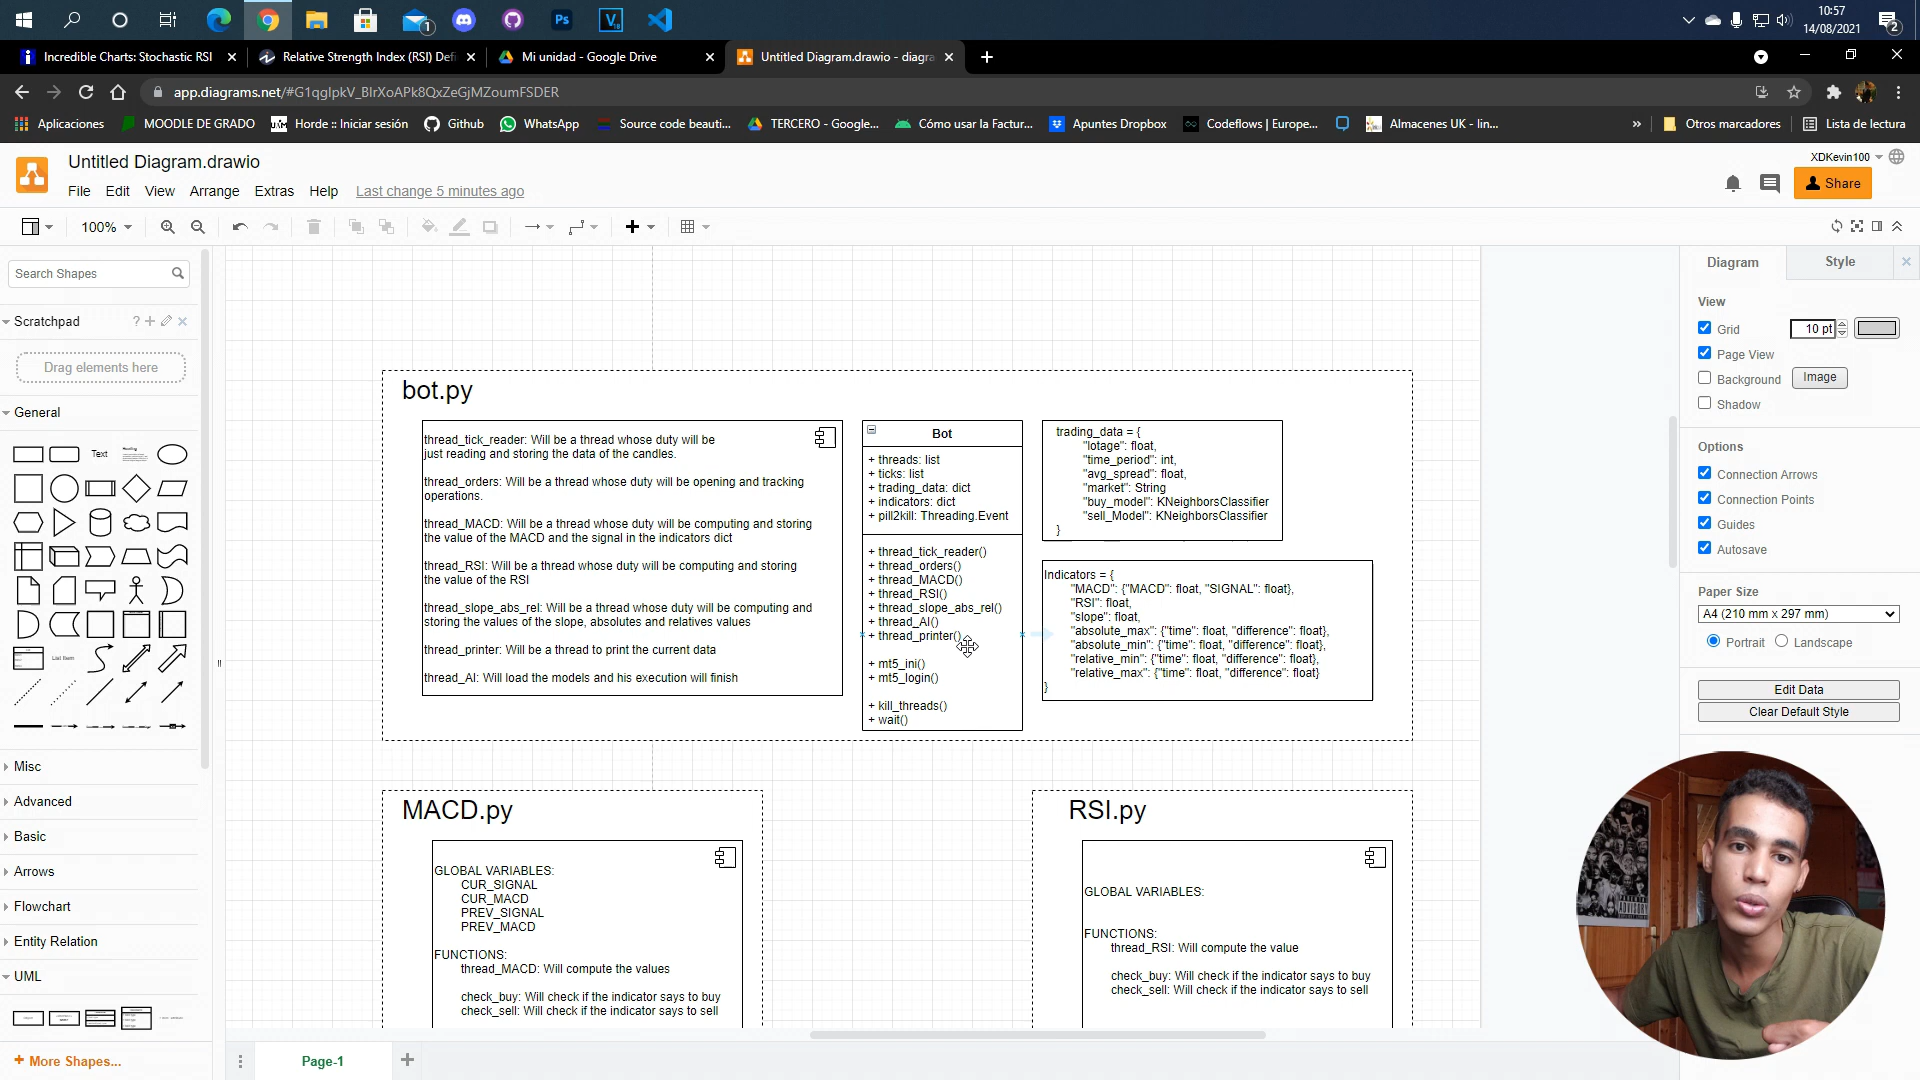 10:57
14/08/2021
1
2
Incredible Charts: Stochastic RSI
Relative Strength Index (RSI) Defi
Mi unidad - Google Drive
Untitled Diagram.drawio - diagra
app.diagrams.net/#G1qgIpkV_BIrXoAPk8QxZeGjMZoumFSDER
Aplicaciones
MOODLE DE GRADO
Horde :: Iniciar sesión
Github
WhatsApp
Source code beauti...
TERCERO - Google...
Cómo usar la Factur...
Apuntes Dropbox
Codeflows | Europe...
Almacenes UK - lin...
»
Otros marcadores
Lista de lectura
Untitled Diagram.drawio
XDKevin100
File
Edit
View
Arrange
Extras
Help
Last change 5 minutes ago
Share
100%
Search Shapes
Scratchpad
Drag elements here
General
Text
List Item
Misc
Advanced
Basic
Arrows
Flowchart
Entity Relation
UML
+ More Shapes...
bot.py
thread_tick_reader: Will be a thread whose duty will be
just reading and storing the data of the candles.
thread_orders: Will be a thread whose duty will be opening and tracking
operations.
thread_MACD: Will be a thread whose duty will be computing and storing
the value of the MACD and the signal in the indicators dict
thread_RSI: Will be a thread whose duty will be computing and storing
the value of the RSI
thread_slope_abs_rel: Will be a thread whose duty will be computing and
storing the values of the slope, absolutes and relatives values
thread_printer: Will be a thread to print the current data
thread_AI: Will load the models and his execution will finish
Bot
+ threads: list
+ ticks: list
+ trading_data: dict
+ indicators: dict
+ pill2kill: Threading.Event
+ thread_tick_reader()
+ thread_orders()
+ thread_MACD()
+ thread_RSI()
+ thread_slope_abs_rel()
+ thread_AI()
+ thread_printer()
+ mt5_ini()
+ mt5_login()
+ kill_threads()
+ wait()
trading_data = {
"lotage": float,
"time_period": int,
"avg_spread": float,
"market": String
"buy_model": KNeighborsClassifier
"sell_Model": KNeighborsClassifier
}
Indicators = {
"MACD": {"MACD": float, "SIGNAL": float},
"RSI": float,
"slope": float,
"absolute_max": {"time": float, "difference": float},
"absolute_min": {"time": float, "difference": float},
"relative_min": {"time": float, "difference": float},
"relative_max": {"time": float, "difference": float}
}
MACD.py
GLOBAL VARIABLES:
CUR_SIGNAL
CUR_MACD
PREV_SIGNAL
PREV_MACD
FUNCTIONS:
thread_MACD: Will compute the values
check_buy: Will check if the indicator says to buy
check_sell: Will check if the indicator says to sell
RSI.py
GLOBAL VARIABLES:
FUNCTIONS:
thread_RSI: Will compute the value
check_buy: Will check if the indicator says to buy
check_sell: Will check if the indicator says to sell
Page-1
Diagram
Style
View
Grid
10 pt
Page View
Background
Image
Shadow
Options
Connection Arrows
Connection Points
Guides
Autosave
Paper Size
A4 (210 mm x 297 mm)
Portrait
Landscape
Edit Data
Clear Default Style